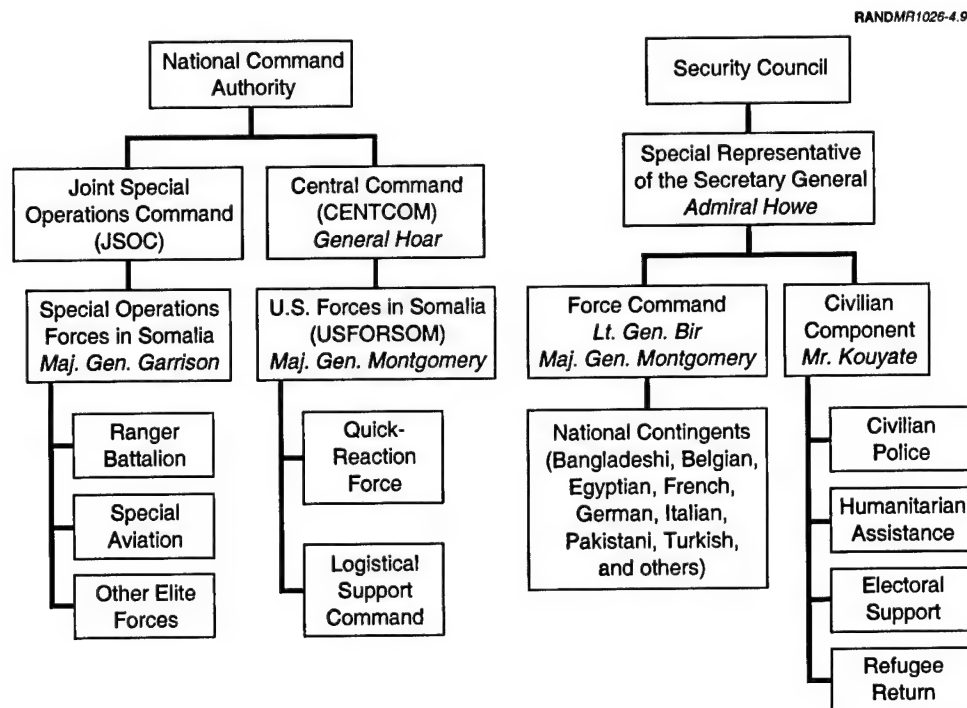 RANDMR1026-4.9
National Command
Authority
Joint Special
Operations Command
(JSOC)
Central Command
(CENTCOM)
General Hoar
Special Operations
Forces in Somalia
Maj. Gen. Garrison
U.S. Forces in Somalia
(USFORSOM)
Maj. Gen. Montgomery
Ranger
Battalion
Special
Aviation
Other Elite
Forces
Quick-
Reaction
Force
Logistical
Support
Command
Security Council
Special Representative
of the Secretary General
Admiral Howe
Force Command
Lt. Gen. Bir
Maj. Gen. Montgomery
Civilian
Component
Mr. Kouyate
National Contingents
(Bangladeshi, Belgian,
Egyptian, French,
German, Italian,
Pakistani, Turkish,
and others)
Civilian
Police
Humanitarian
Assistance
Electoral
Support
Refugee
Return